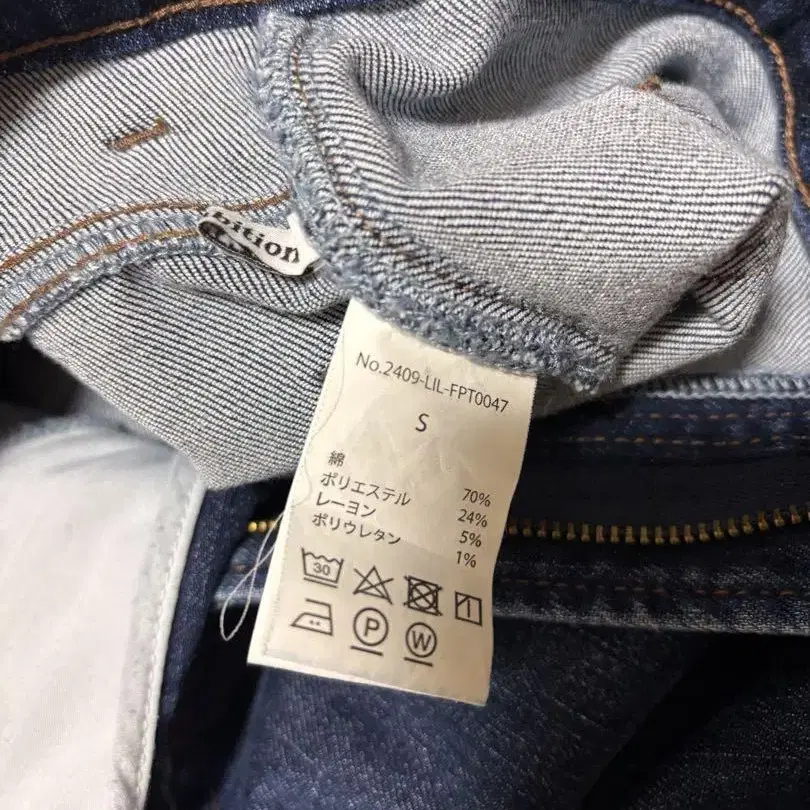 bition
No.2409-LIL-FPT0047
S
綿 70%
ポリエステル 24%
レーヨン 5%
ポリウレタン 1%
30
P
W